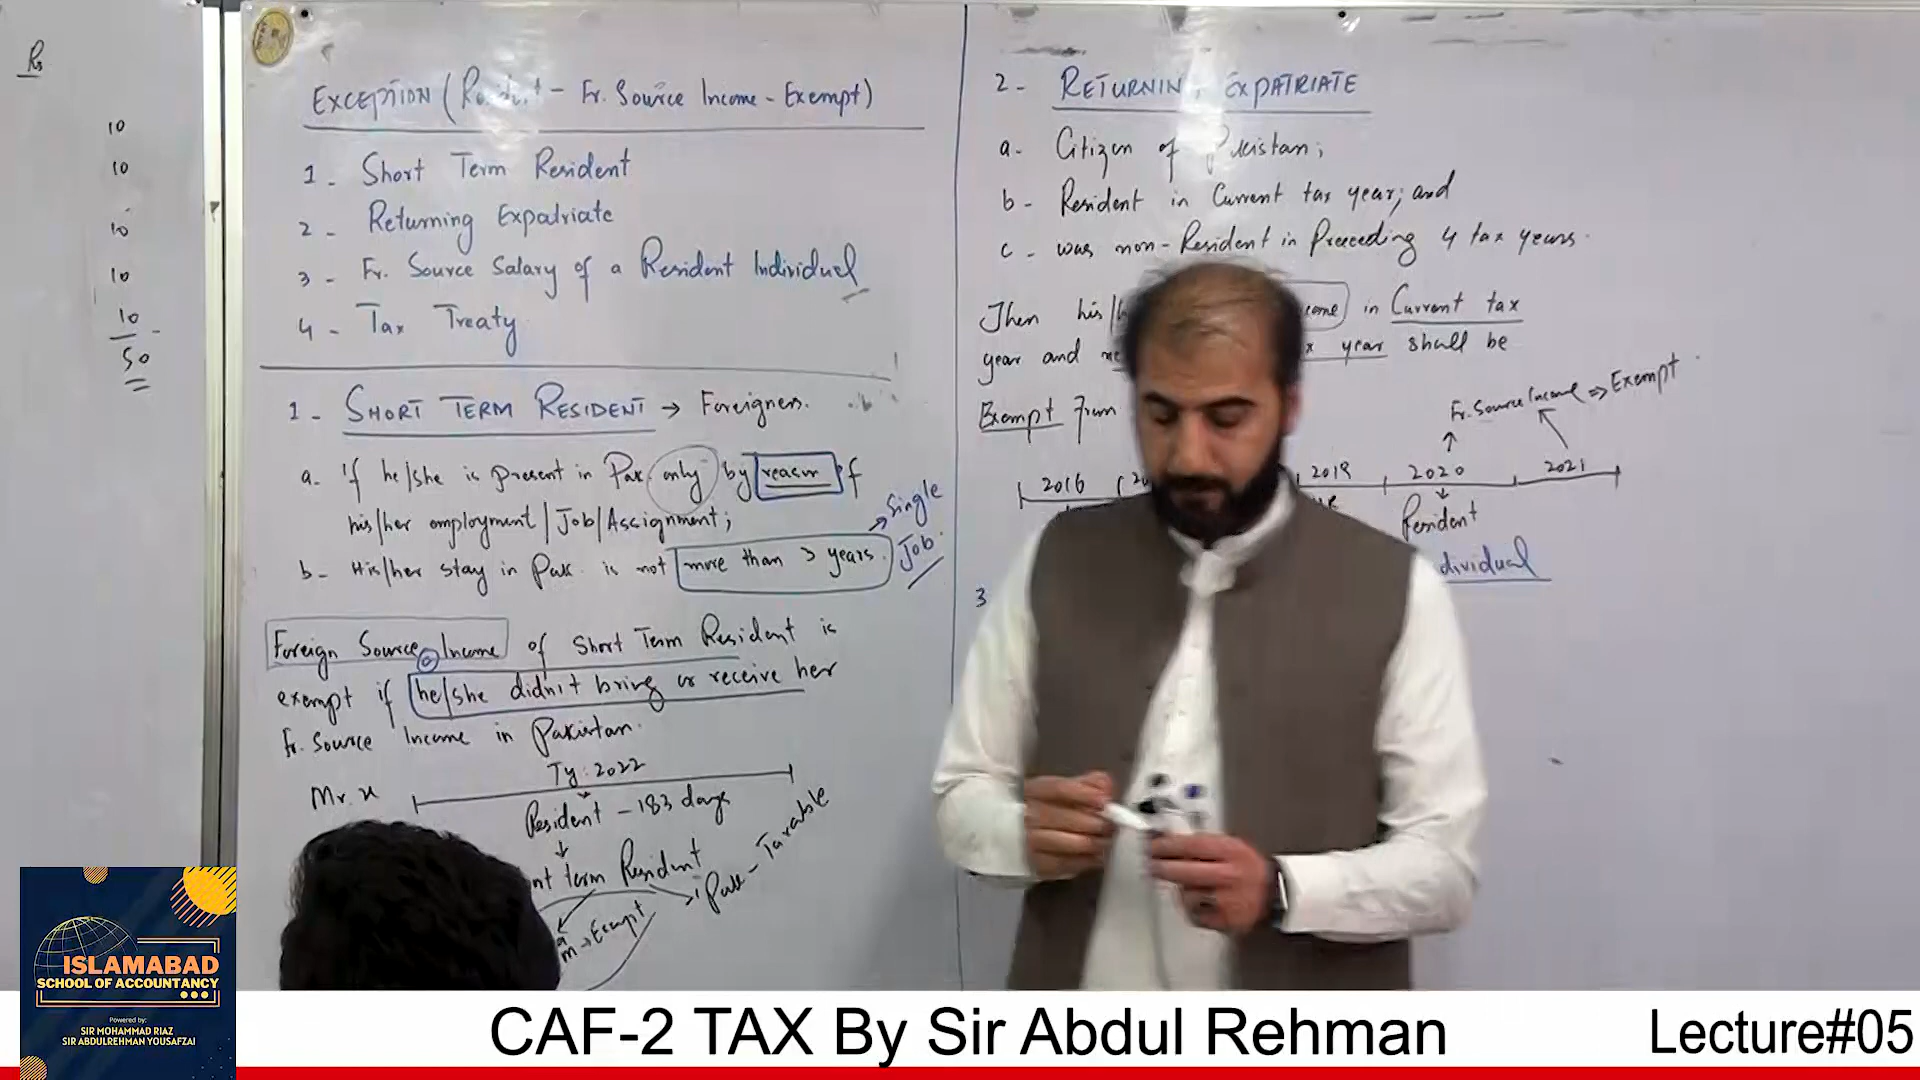 Rs
10
10
10
10
10
50
EXCEPTION (Resident - Fr. Source Income - Exempt)
1 - Short Term Resident
2 - Returning Expatriate
3 - Fr. Source Salary of a Resident Individual
4 - Tax Treaty
1 - SHORT TERM RESIDENT → Foreigners.
a. if he/she is present in Pak. only by reason of
his/her employment/Job/Assignment;
b - His/her stay in Pak. is not more than 3 years.
→ Single
Job.
Foreign Source Income of Short Term Resident is
exempt if he/she didn't bring or receive her
Fr. Source Income in Pakistan.
Ty: 2022
Mr. x
Resident - 183 days
term Resident
→ Exempt
Pak - Taxable
2 - RETURNIN EXPATRIATE
a - Citizen of Pakistan;
b - Resident in Current tax year; and
c - was non-Resident in Preceeding 4 tax years.
Then his/h come in Current tax
year and ne x year shall be
Exempt from
Fr. Source Income ⇒ Exempt
2016 20 2019 2020 2021
Resident
3 dividual
ISLAMABAD
SCHOOL OF ACCOUNTANCY
Powered by:
SIR MOHAMMAD RIAZ
SIR ABDULREHMAN YOUSAFZAI
CAF-2 TAX By Sir Abdul Rehman
Lecture#05